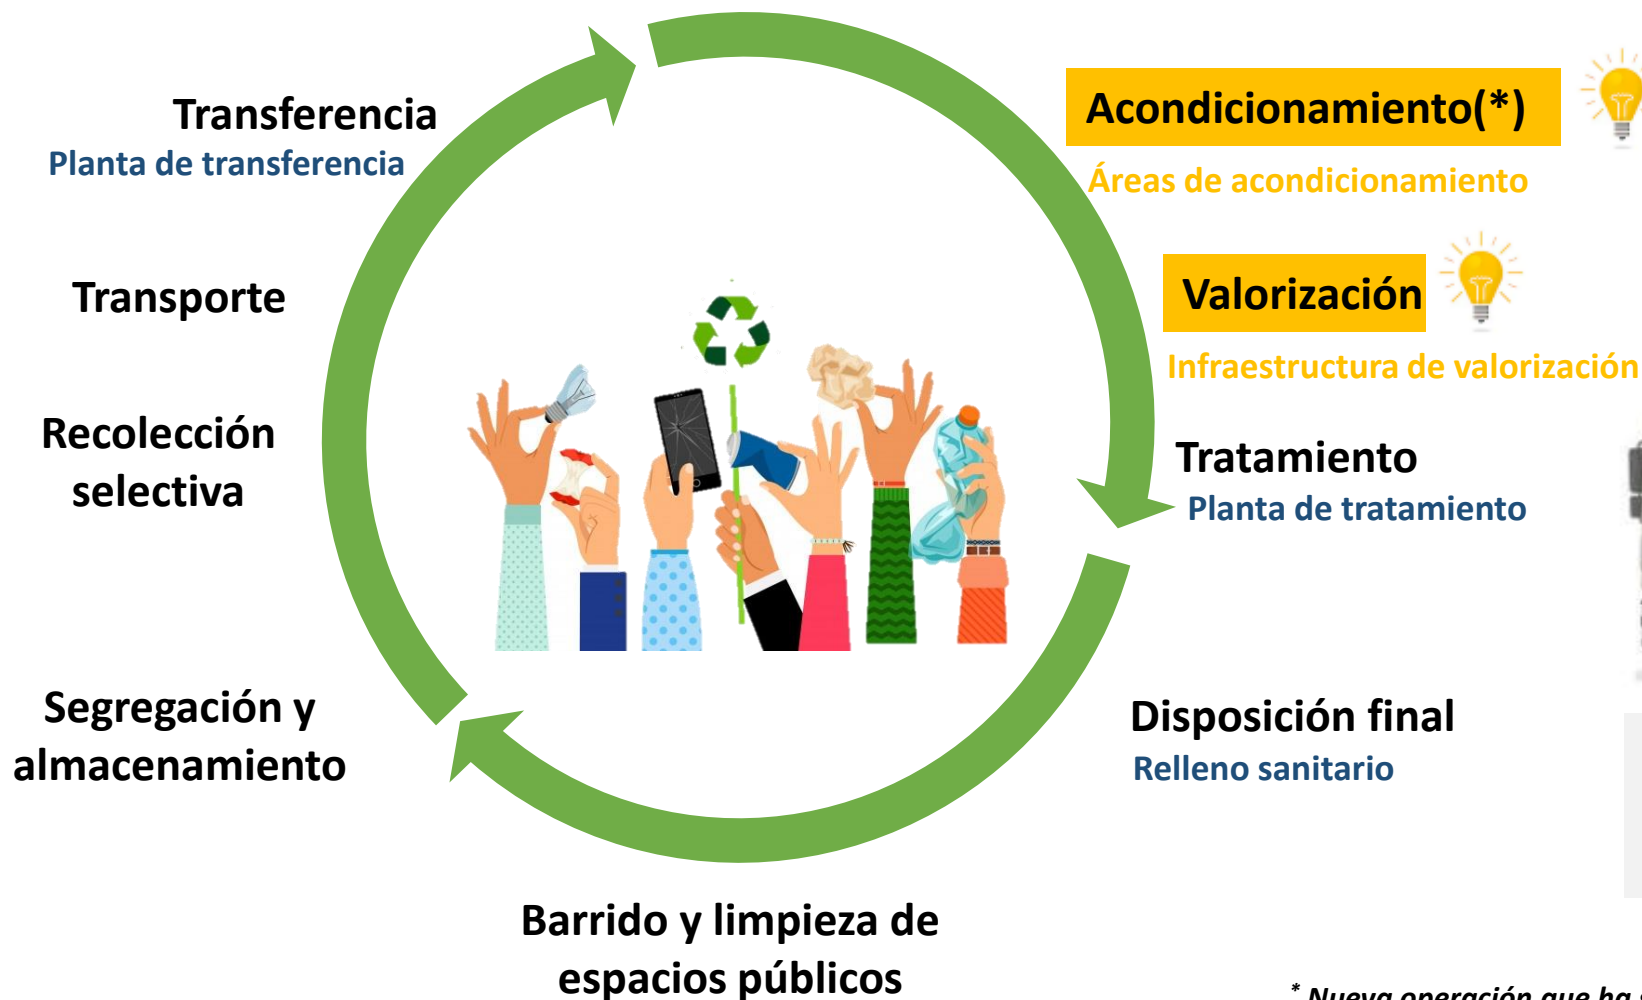 Transferencia
Planta de transferencia
Transporte
Recolección
selectiva
Segregación y
almacenamiento
Barrido y limpieza de
espacios públicos
Acondicionamiento(*)
Áreas de acondicionamiento
Valorización
Infraestructura de valorización
Tratamiento
Planta de tratamiento
Disposición final
Relleno sanitario
* Nueva operación que ha